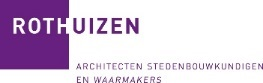 ROTHUIZEN
ARCHITECTEN STEDENBOUWKUNDIGEN
EN WAARMAKERS